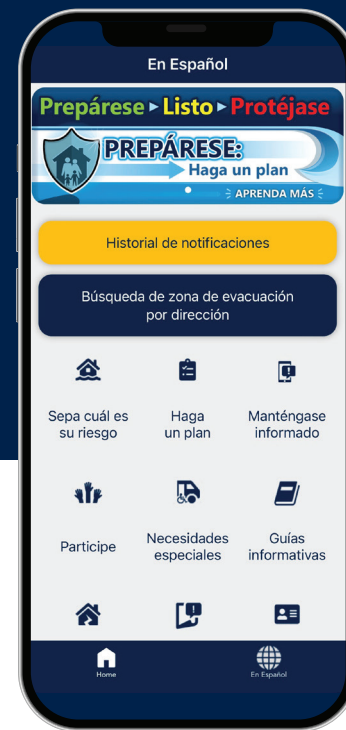 En Español
Prepárese ▸ Listo ▸ Protéjase
PREPÁRESE:
Haga un plan
APRENDA MÁS
Historial de notificaciones
Búsqueda de zona de evacuación
por dirección
Sepa cuál es
su riesgo
Haga
un plan
Manténgase
informado
Participe
Necesidades
especiales
Guías
informativas
Home
En Español